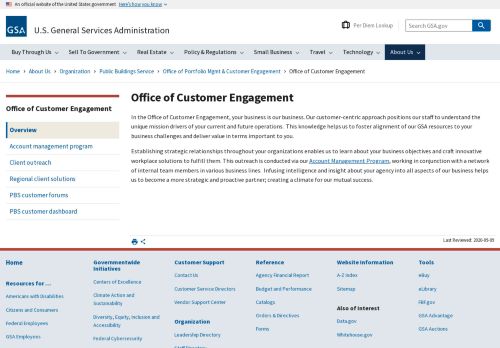 An official website of the United States government Here's how you know
GSA
U.S. General Services Administration
Per Diem Lookup
Search GSA.gov
Buy Through Us
Sell To Government
Real Estate
Policy & Regulations
Small Business
Travel
Technology
About Us
Home › About Us › Organization › Public Buildings Service › Office of Portfolio Mgmt & Customer Engagement › Office of Customer Engagement
Office of Customer Engagement
Overview
Account management program
Client outreach
Regional client solutions
PBS customer forums
PBS customer dashboard
Office of Customer Engagement
In the Office of Customer Engagement, your business is our business. Our customer-centric approach positions our staff to understand the
unique mission drivers of your current and future operations. This knowledge helps us to foster alignment of our GSA resources to your
business challenges and deliver value in terms important to you.
Establishing strategic relationships throughout your organizations enables us to learn about your business objectives and craft innovative
workplace solutions to fulfill them. This outreach is conducted via our Account Management Program, working in conjunction with a
network of internal team members in various business lines. Infusing intelligence and insight about your agency into all aspects of our business helps
us to become a more strategic and proactive partner; creating a climate for our mutual success.
Last Reviewed: 2020-05-05
Home
Resources for ...
Americans with Disabilities
Citizens and Consumers
Federal Employees
GSA Employees
Governmentwide
Initiatives
Centers of Excellence
Climate Action and
Sustainability
Diversity, Equity, Inclusion and
Accessibility
Federal Cybersecurity
Customer Support
Contact Us
Customer Service Directors
Vendor Support Center
Organization
Leadership Directory
Staff Directory
Reference
Agency Financial Report
Budget and Performance
Catalogs
Orders & Directives
Forms
Website Information
A-Z Index
Sitemap
Also of Interest
Data.gov
Whitehouse.gov
Tools
eBuy
eLibrary
FBF.gov
GSA Advantage
GSA Auctions